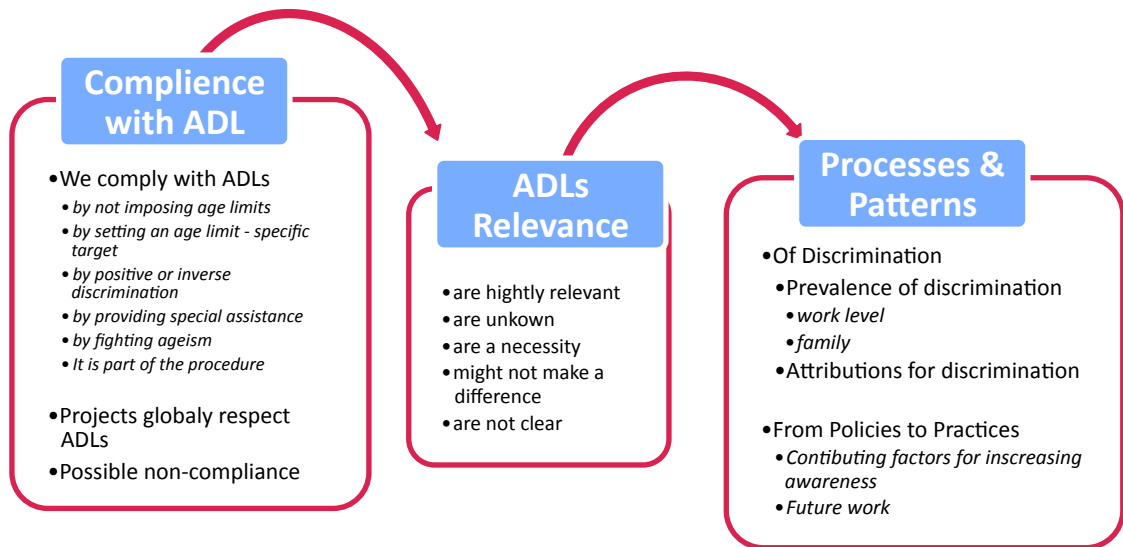 Complience
with ADL
•We comply with ADLs
• by not imposing age limits
• by setting an age limit - specific
target
• by positive or inverse
discrimination
• by providing special assistance
• by fighting ageism
• It is part of the procedure
•Projects globaly respect
ADLs
•Possible non-compliance
ADLs
Relevance
•are hightly relevant
•are unkown
•are a necessity
•might not make a
difference
•are not clear
Processes &
Patterns
•Of Discrimination
•Prevalence of discrimination
•work level
•family
•Attributions for discrimination
•From Policies to Practices
•Contibuting factors for inscreasing
awareness
•Future work